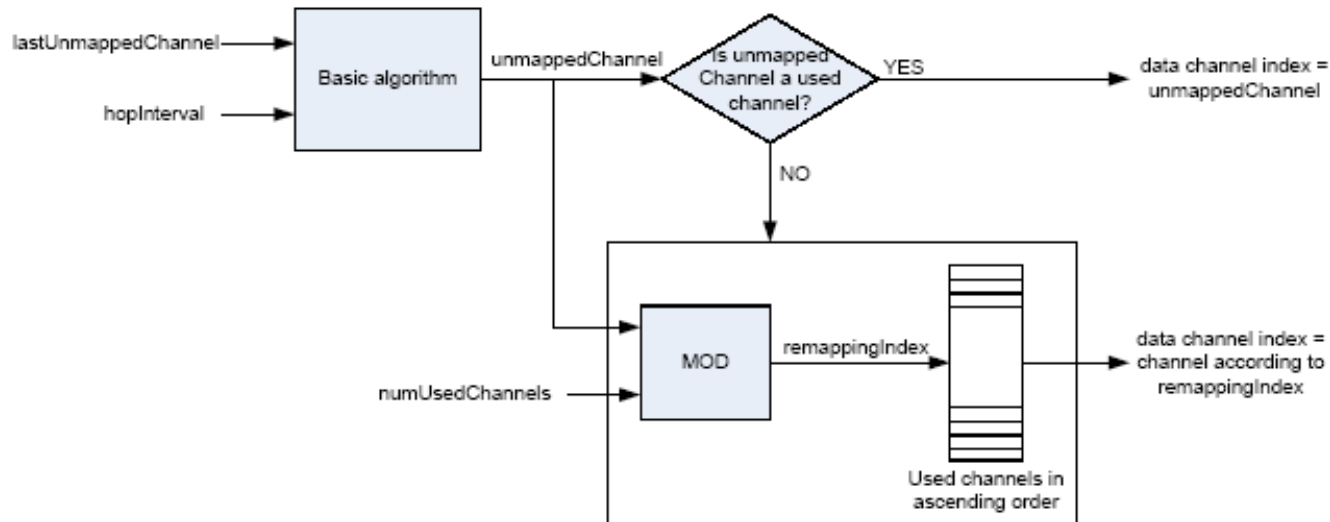 lastUnmappedChannel
hopInterval
Basic algorithm
unmappedChannel
Is unmapped
Channel a used
channel?
YES
data channel index =
unmappedChannel
NO
numUsedChannels
MOD
remappingIndex
Used channels in
ascending order
data channel index =
channel according to
remappingIndex